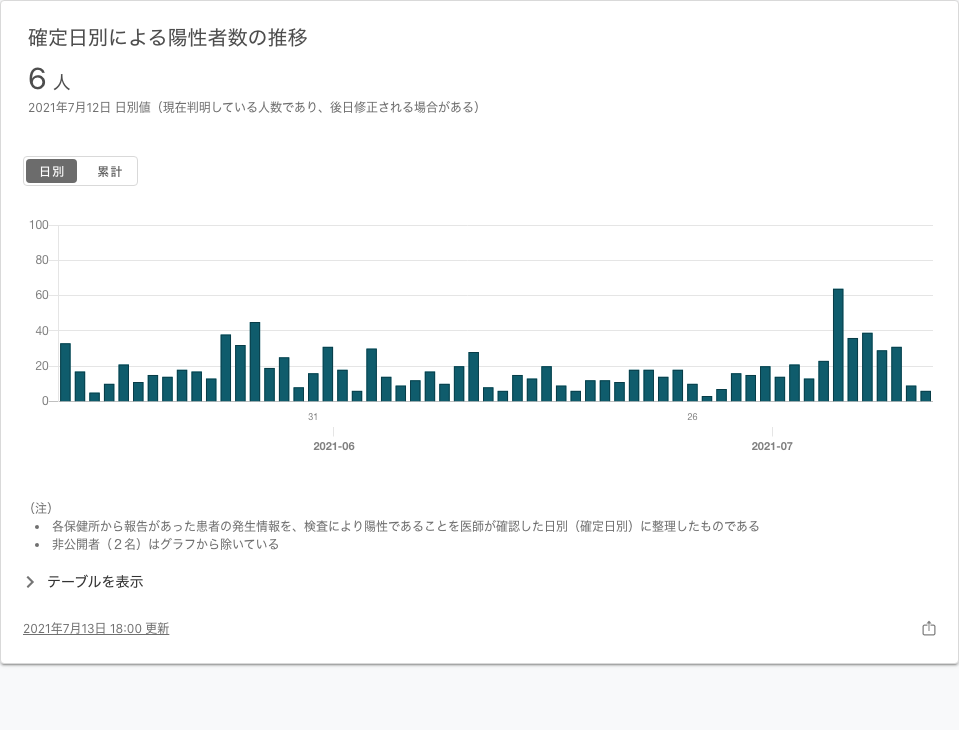 確定日別による陽性者数の推移
6 人
2021年7月12日 日別値（現在判明している人数であり、後日修正される場合がある）
日別 累計
100
80
60
40
20
0
31 26
2021-06 2021-07
（注）
• 各保健所から報告があった患者の発生情報を、検査により陽性であることを医師が確認した日別（確定日別）に整理したものである
• 非公開者（２名）はグラフから除いている
テーブルを表示
2021年7月13日 18:00 更新